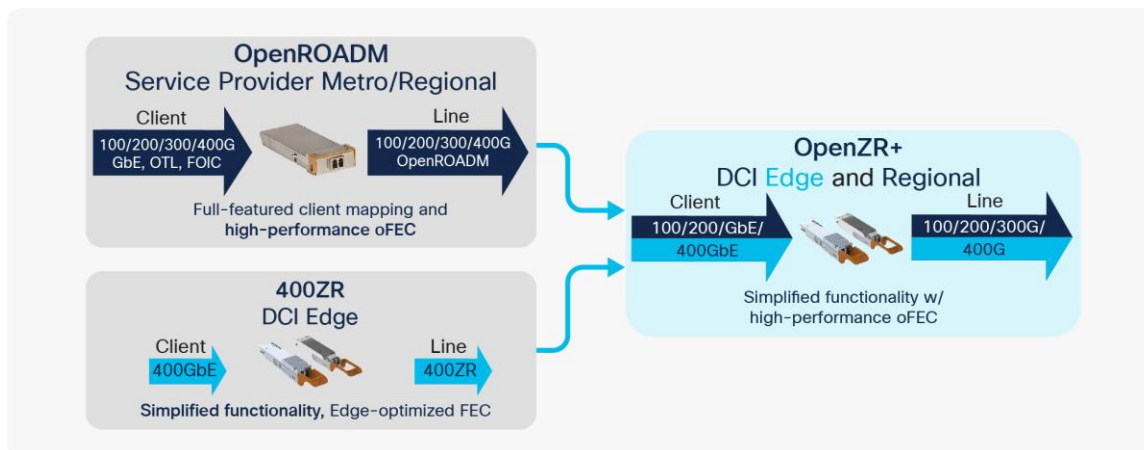 OpenROADM
Service Provider Metro/Regional
Client
Line
100/200/300/400G
GbE, OTL, FOIC
100/200/300/400G
OpenROADM
Full-featured client mapping and
high-performance oFEC
400ZR
DCI Edge
Client
Line
400GbE
400ZR
Simplified functionality, Edge-optimized FEC
OpenZR+
DCI Edge and Regional
Client
Line
100/200/GbE/
400GbE
100/200/300G/
400G
Simplified functionality w/
high-performance oFEC